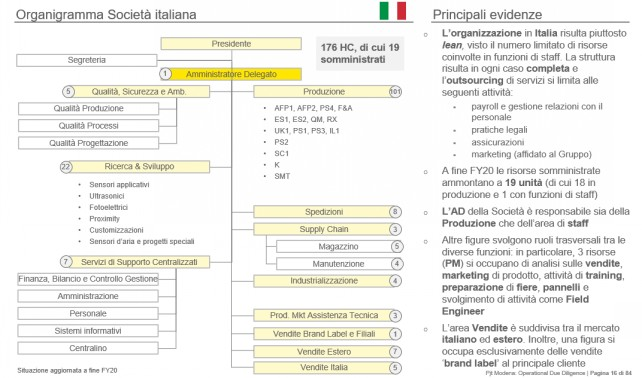 Organigramma Società italiana
Presidente
Segreteria
1
Amministratore Delegato
176 HC, di cui 19
somministrati
5
Qualità, Sicurezza e Amb.
Qualità Produzione
Qualità Processi
Qualità Progettazione
Produzione
101
• AFP1, AFP2, PS4, F&A
• ES1, ES2, QM, RX
• UK1, PS1, PS3, IL1
• PS2
• SC1
• K
• SMT
22
Ricerca & Sviluppo
• Sensori applicativi
• Ultrasonici
• Fotoelettrici
• Proximity
• Customizzazioni
• Sensori d'aria e progetti speciali
7
Servizi di Supporto Centralizzati
Finanza, Bilancio e Controllo Gestione
Amministrazione
Personale
Sistemi informativi
Centralino
Spedizioni
8
Supply Chain
3
Magazzino
5
Manutenzione
4
Industrializzazione
4
Prod. Mkt Assistenza Tecnica
3
Vendite Brand Label e Filiali
1
Vendite Estero
7
Vendite Italia
5
Situazione aggiornata a fine FY20
Principali evidenze
L'organizzazione in Italia risulta piuttosto
lean, visto il numero limitato di risorse
coinvolte in funzioni di staff. La struttura
risulta in ogni caso completa e
l'outsourcing di servizi si limita alle
seguenti attività:
• payroll e gestione relazioni con il
personale
• pratiche legali
• assicurazioni
• marketing (affidato al Gruppo)
A fine FY20 le risorse somministrate
ammontano a 19 unità (di cui 18 in
produzione e 1 con funzioni di staff)
L'AD della Società è responsabile sia della
Produzione che dell'area di staff
Altre figure svolgono ruoli trasversali tra le
diverse funzioni: in particolare, 3 risorse
(PM) si occupano di analisi sulle vendite,
marketing di prodotto, attività di training,
preparazione di fiere, pannelli e
svolgimento di attività come Field
Engineer
L'area Vendite è suddivisa tra il mercato
italiano ed estero. Inoltre, una figura si
occupa esclusivamente delle vendite
'brand label' al principale cliente
Pjt Modena: Operational Due Diligence | Pagina 16 di 84